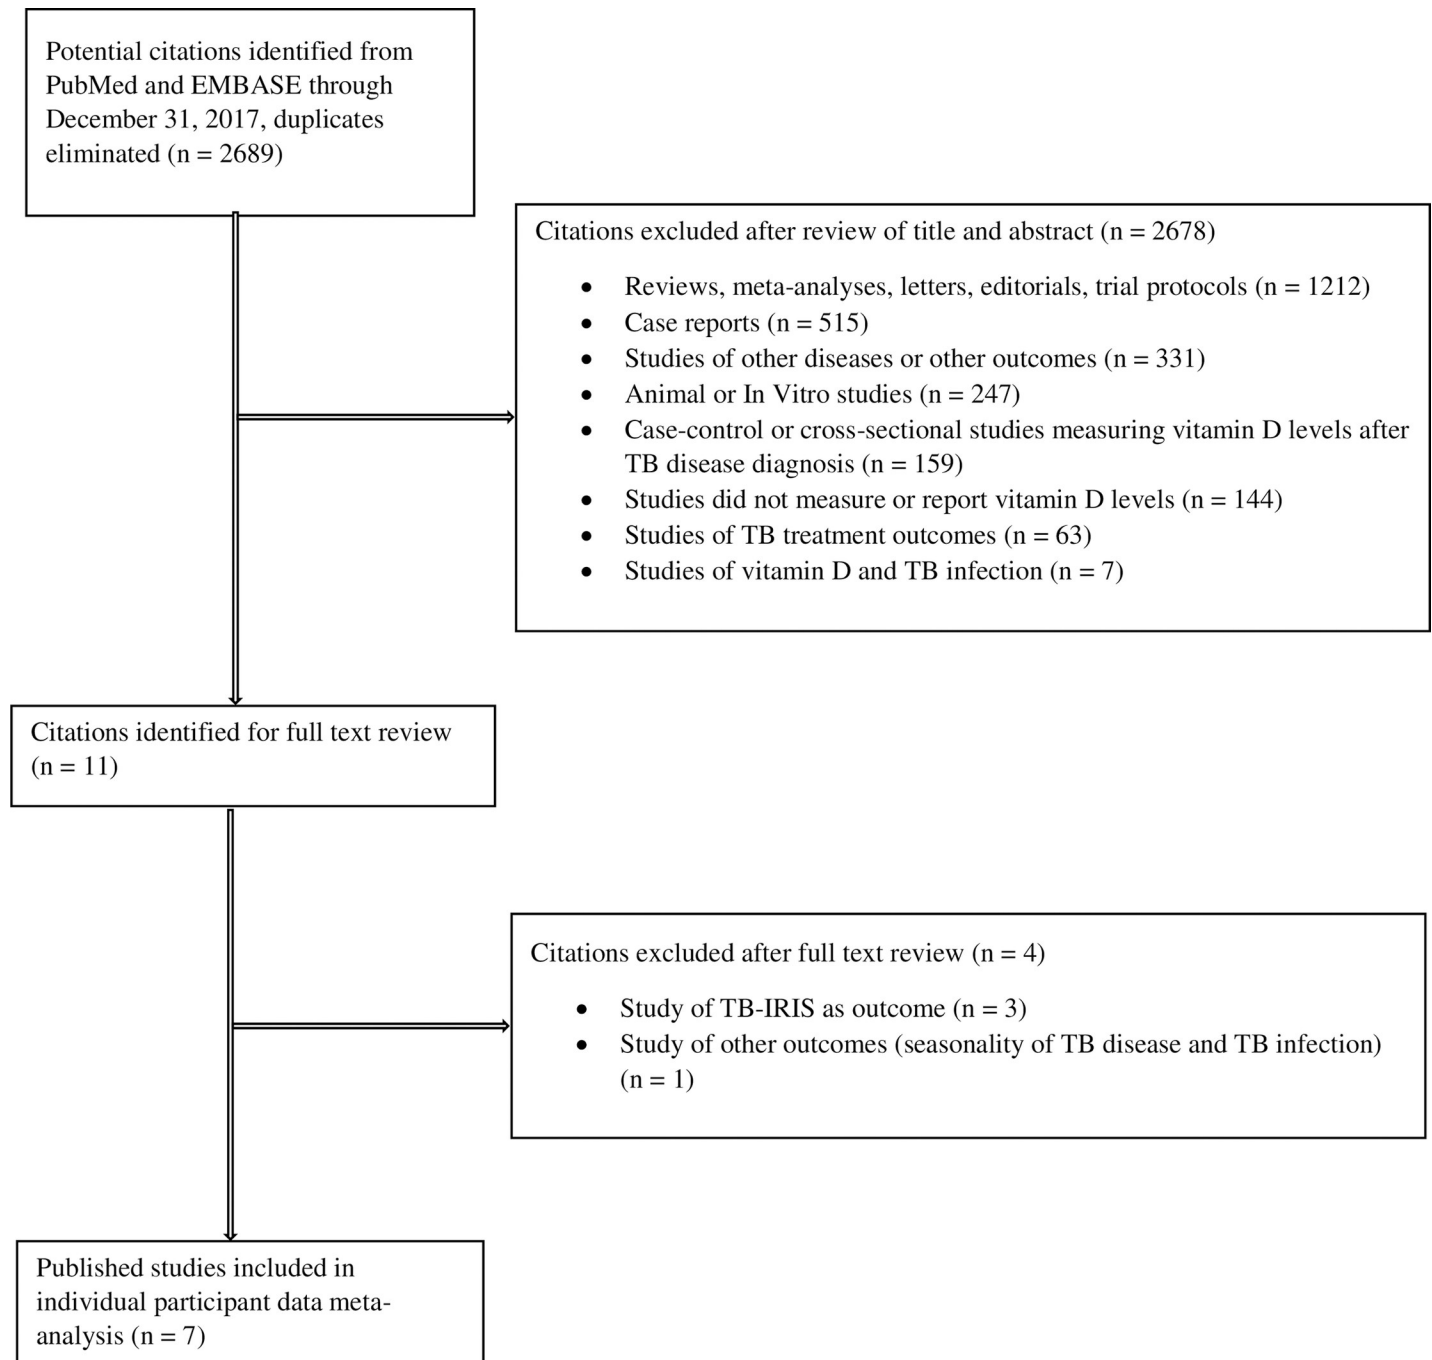 Potential citations identified from
PubMed and EMBASE through
December 31, 2017, duplicates
eliminated (n = 2689)
Citations excluded after review of title and abstract (n = 2678)
• Reviews, meta-analyses, letters, editorials, trial protocols (n = 1212)
• Case reports (n = 515)
• Studies of other diseases or other outcomes (n = 331)
• Animal or In Vitro studies (n = 247)
• Case-control or cross-sectional studies measuring vitamin D levels after
TB disease diagnosis (n = 159)
• Studies did not measure or report vitamin D levels (n = 144)
• Studies of TB treatment outcomes (n = 63)
• Studies of vitamin D and TB infection (n = 7)
Citations identified for full text review
(n = 11)
Citations excluded after full text review (n = 4)
• Study of TB-IRIS as outcome (n = 3)
• Study of other outcomes (seasonality of TB disease and TB infection)
(n = 1)
Published studies included in
individual participant data meta-
analysis (n = 7)